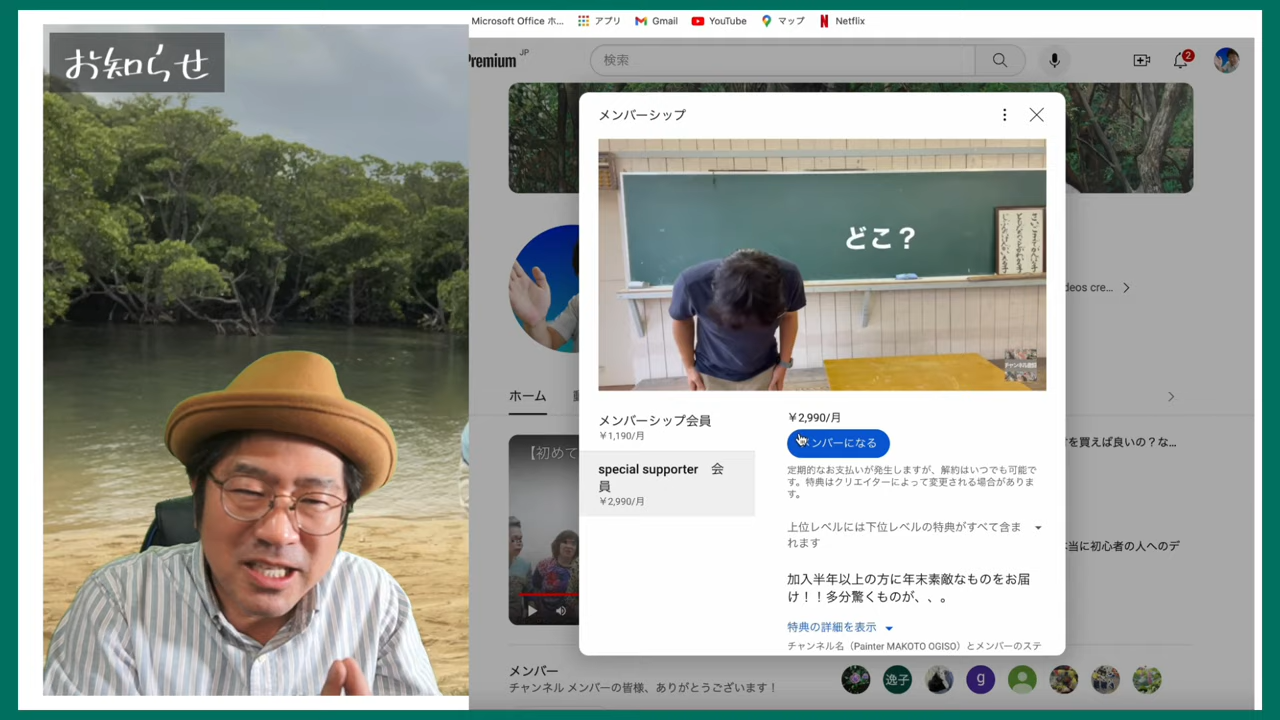 お知らせ
Microsoft Office ホ...
アプリ
Gmail
YouTube
マップ
Netflix
Premium JP
検索
2
メンバーシップ
どこ？
チャンネル登録
メンバーシップ会員
￥1,190/月
special supporter 会
員
￥2,990/月
￥2,990/月
メンバーになる
定期的なお支払いが発生しますが、解約はいつでも可能で
す。特典はクリエイターによって変更される場合がありま
す。
上位レベルには下位レベルの特典がすべて含ま
れます
加入半年以上の方に年末素敵なものをお届
け！！多分驚くものが、、。
特典の詳細を表示
チャンネル名（Painter MAKOTO OGISO）とメンバーのステ
deos cre...
ホーム
【初めて
を買えば良いの？な...
本当に初心者の人へのデ
メンバー
チャンネル メンバーの皆様、ありがとうございます！
逸子
g